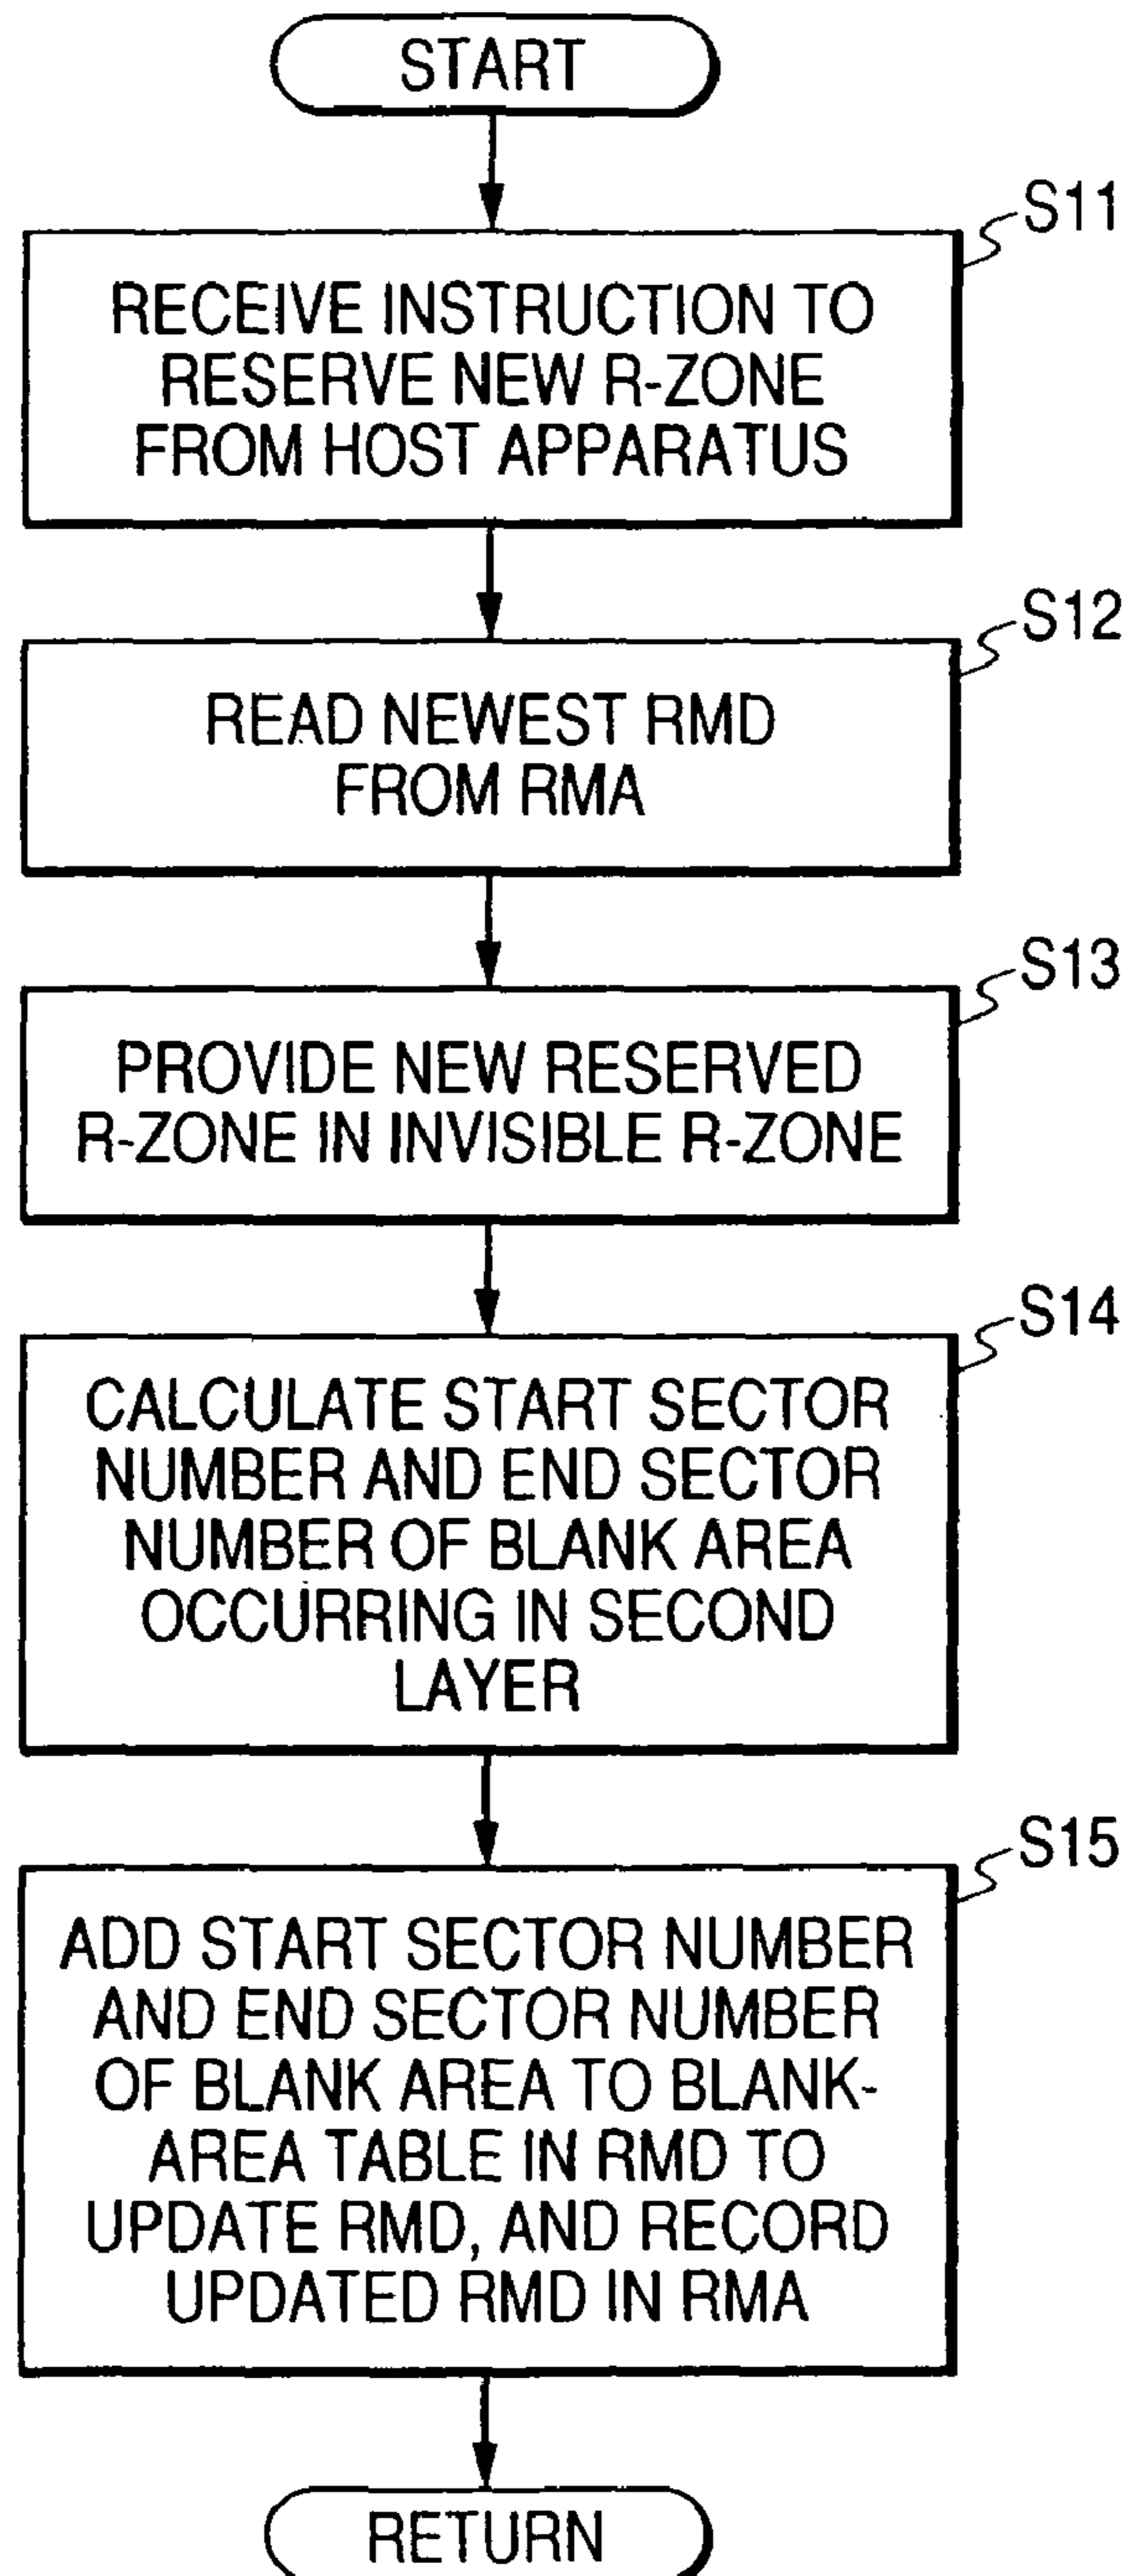 START
S11
RECEIVE INSTRUCTION TO
RESERVE NEW R-ZONE
FROM HOST APPARATUS
S12
READ NEWEST RMD
FROM RMA
S13
PROVIDE NEW RESERVED
R-ZONE IN INVISIBLE R-ZONE
S14
CALCULATE START SECTOR
NUMBER AND END SECTOR
NUMBER OF BLANK AREA
OCCURRING IN SECOND
LAYER
S15
ADD START SECTOR NUMBER
AND END SECTOR NUMBER
OF BLANK AREA TO BLANK-
AREA TABLE IN RMD TO
UPDATE RMD, AND RECORD
UPDATED RMD IN RMA
RETURN